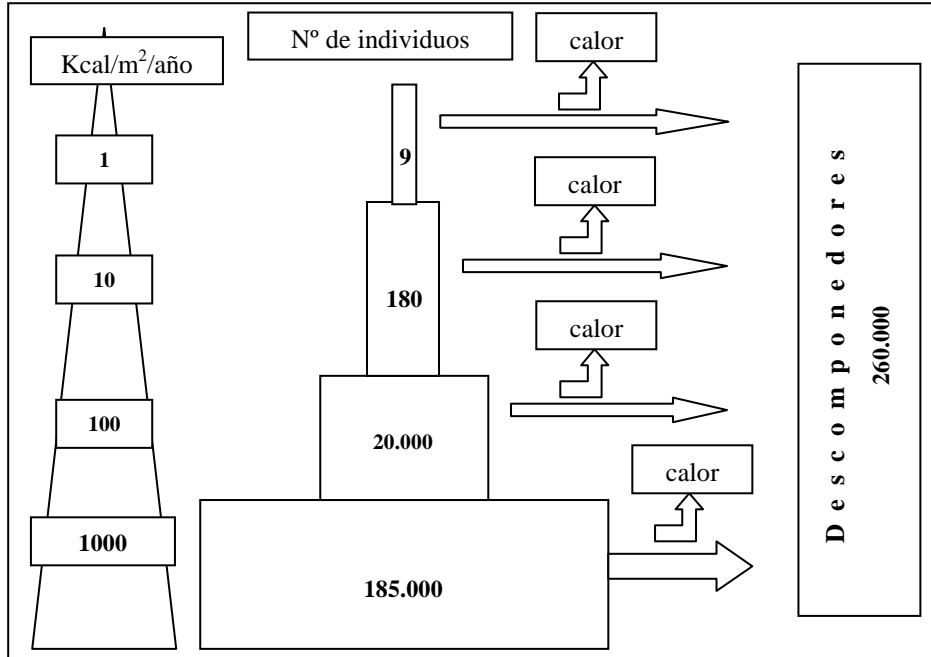 Kcal/m²/año
Nº de individuos
calor
1
9
calor
10
180
calor
100
20.000
calor
1000
185.000
Descomponedores
260.000